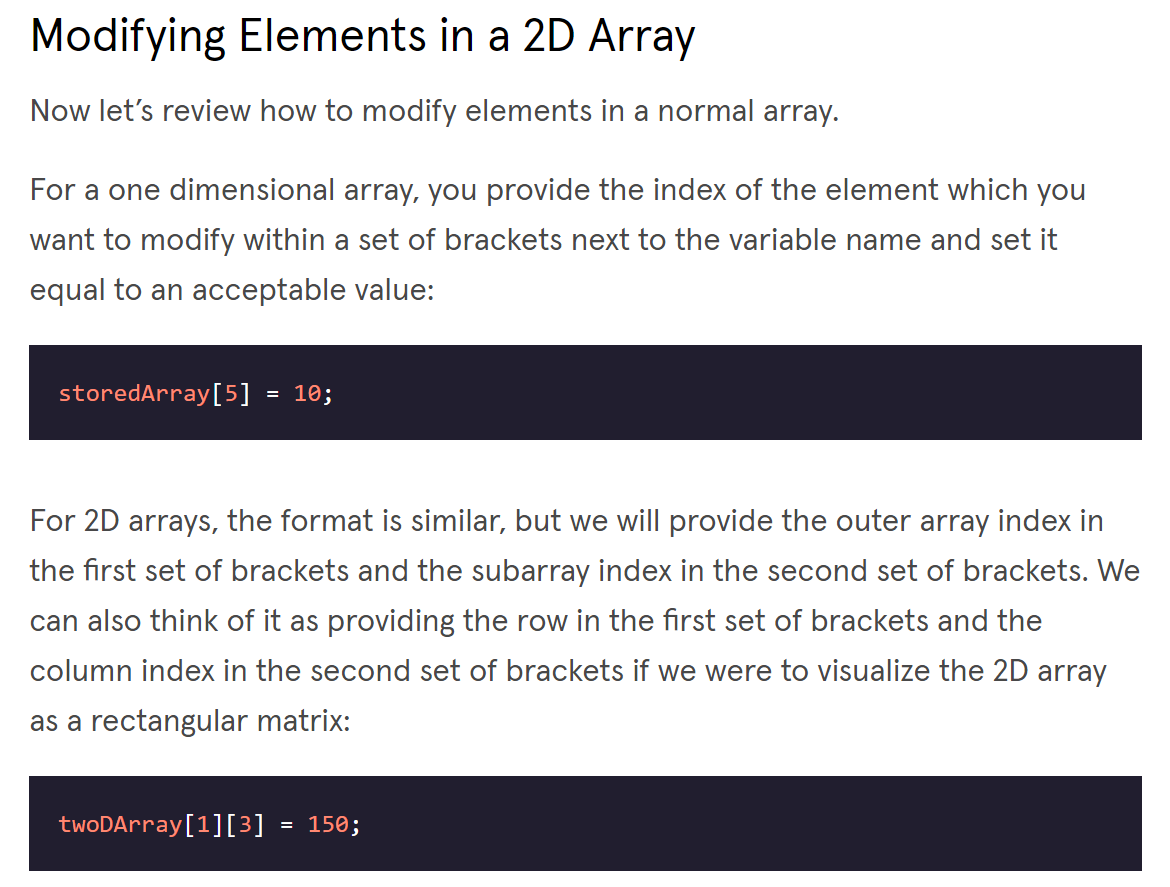 Modifying Elements in a 2D Array
Now let’s review how to modify elements in a normal array.
For a one dimensional array, you provide the index of the element which you
want to modify within a set of brackets next to the variable name and set it
equal to an acceptable value:
storedArray[5] = 10;
For 2D arrays, the format is similar, but we will provide the outer array index in
the first set of brackets and the subarray index in the second set of brackets. We
can also think of it as providing the row in the first set of brackets and the
column index in the second set of brackets if we were to visualize the 2D array
as a rectangular matrix:
twoDArray[1][3] = 150;